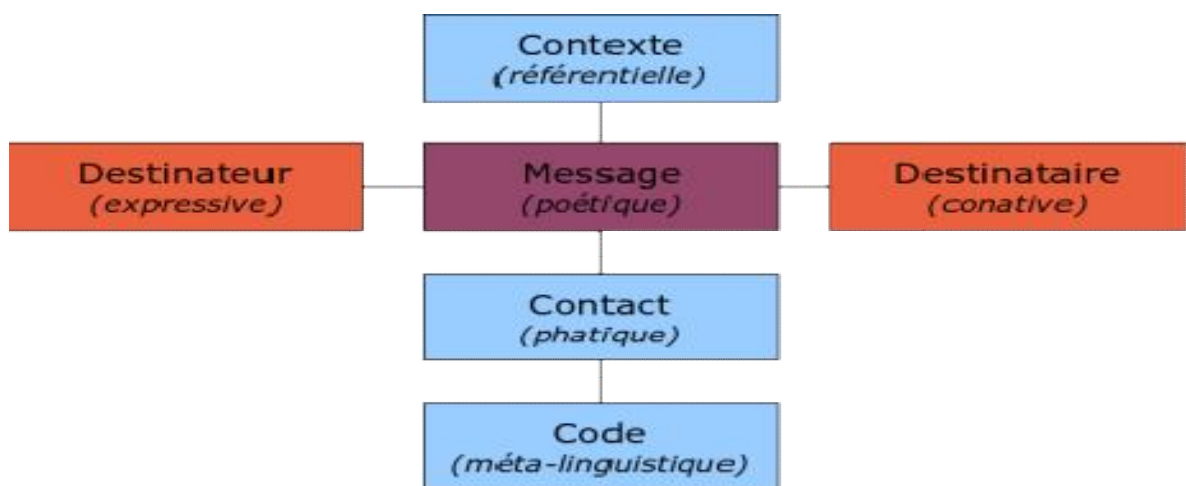 Contexte
(référentielle)
Destinateur
(expressive)
Message
(poétique)
Destinataire
(conative)
Contact
(phatique)
Code
(méta-linguistique)